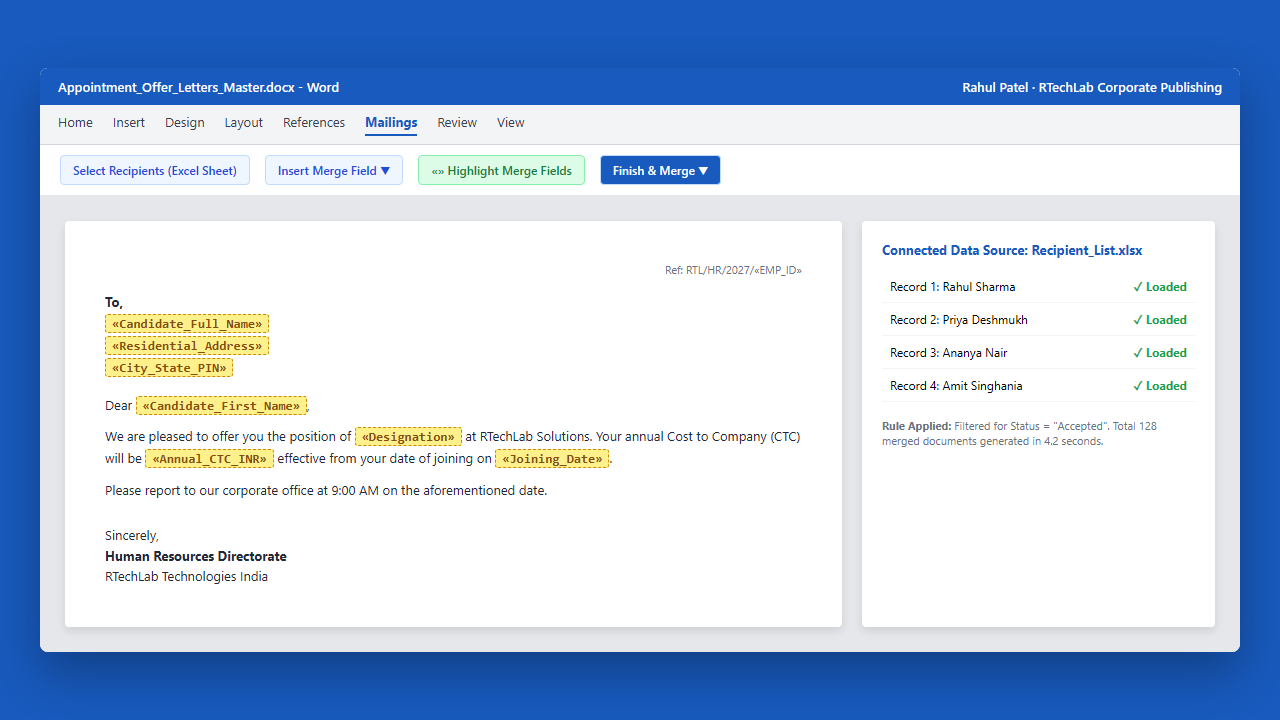 Appointment_Offer_Letters_Master.docx - Word
Rahul Patel · RTechLab Corporate Publishing
Home Insert Design Layout References Mailings Review View
Select Recipients (Excel Sheet) Insert Merge Field ▼ «» Highlight Merge Fields Finish & Merge ▼
Ref: RTL/HR/2027/«EMP_ID»
To,
«Candidate_Full_Name»
«Residential_Address»
«City_State_PIN»
Dear «Candidate_First_Name»,
We are pleased to offer you the position of «Designation» at RTechLab Solutions. Your annual Cost to Company (CTC)
will be «Annual_CTC_INR» effective from your date of joining on «Joining_Date».
Please report to our corporate office at 9:00 AM on the aforementioned date.
Sincerely,
Human Resources Directorate
RTechLab Technologies India
Connected Data Source: Recipient_List.xlsx
Record 1: Rahul Sharma ✓ Loaded
Record 2: Priya Deshmukh ✓ Loaded
Record 3: Ananya Nair ✓ Loaded
Record 4: Amit Singhania ✓ Loaded
Rule Applied: Filtered for Status = "Accepted". Total 128
merged documents generated in 4.2 seconds.